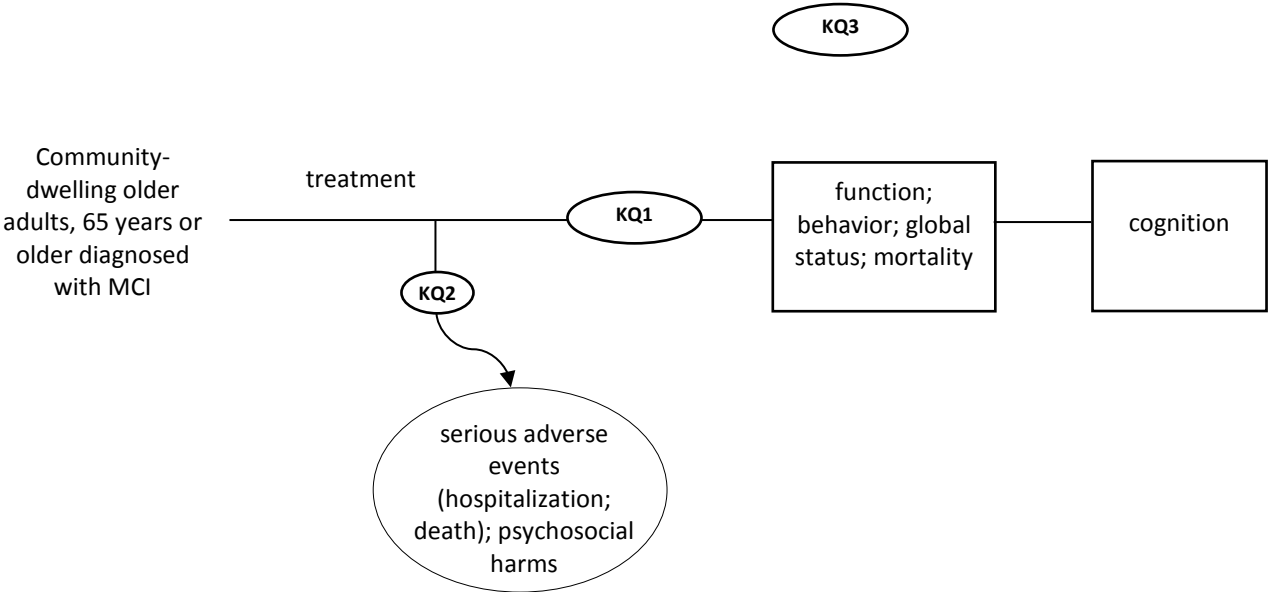 KQ3
Community-
dwelling older
adults, 65 years or
older diagnosed
with MCI
treatment
KQ1
function;
behavior; global
status; mortality
cognition
KQ2
serious adverse
events
(hospitalization;
death); psychosocial
harms